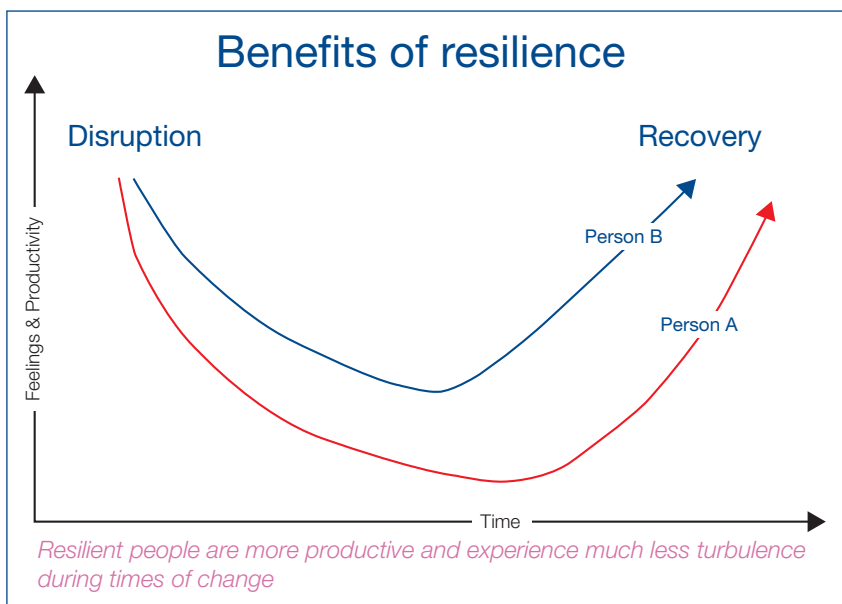 Benefits of resilience
Disruption
Recovery
Feelings & Productivity
Person B
Person A
Time
Resilient people are more productive and experience much less turbulence
during times of change